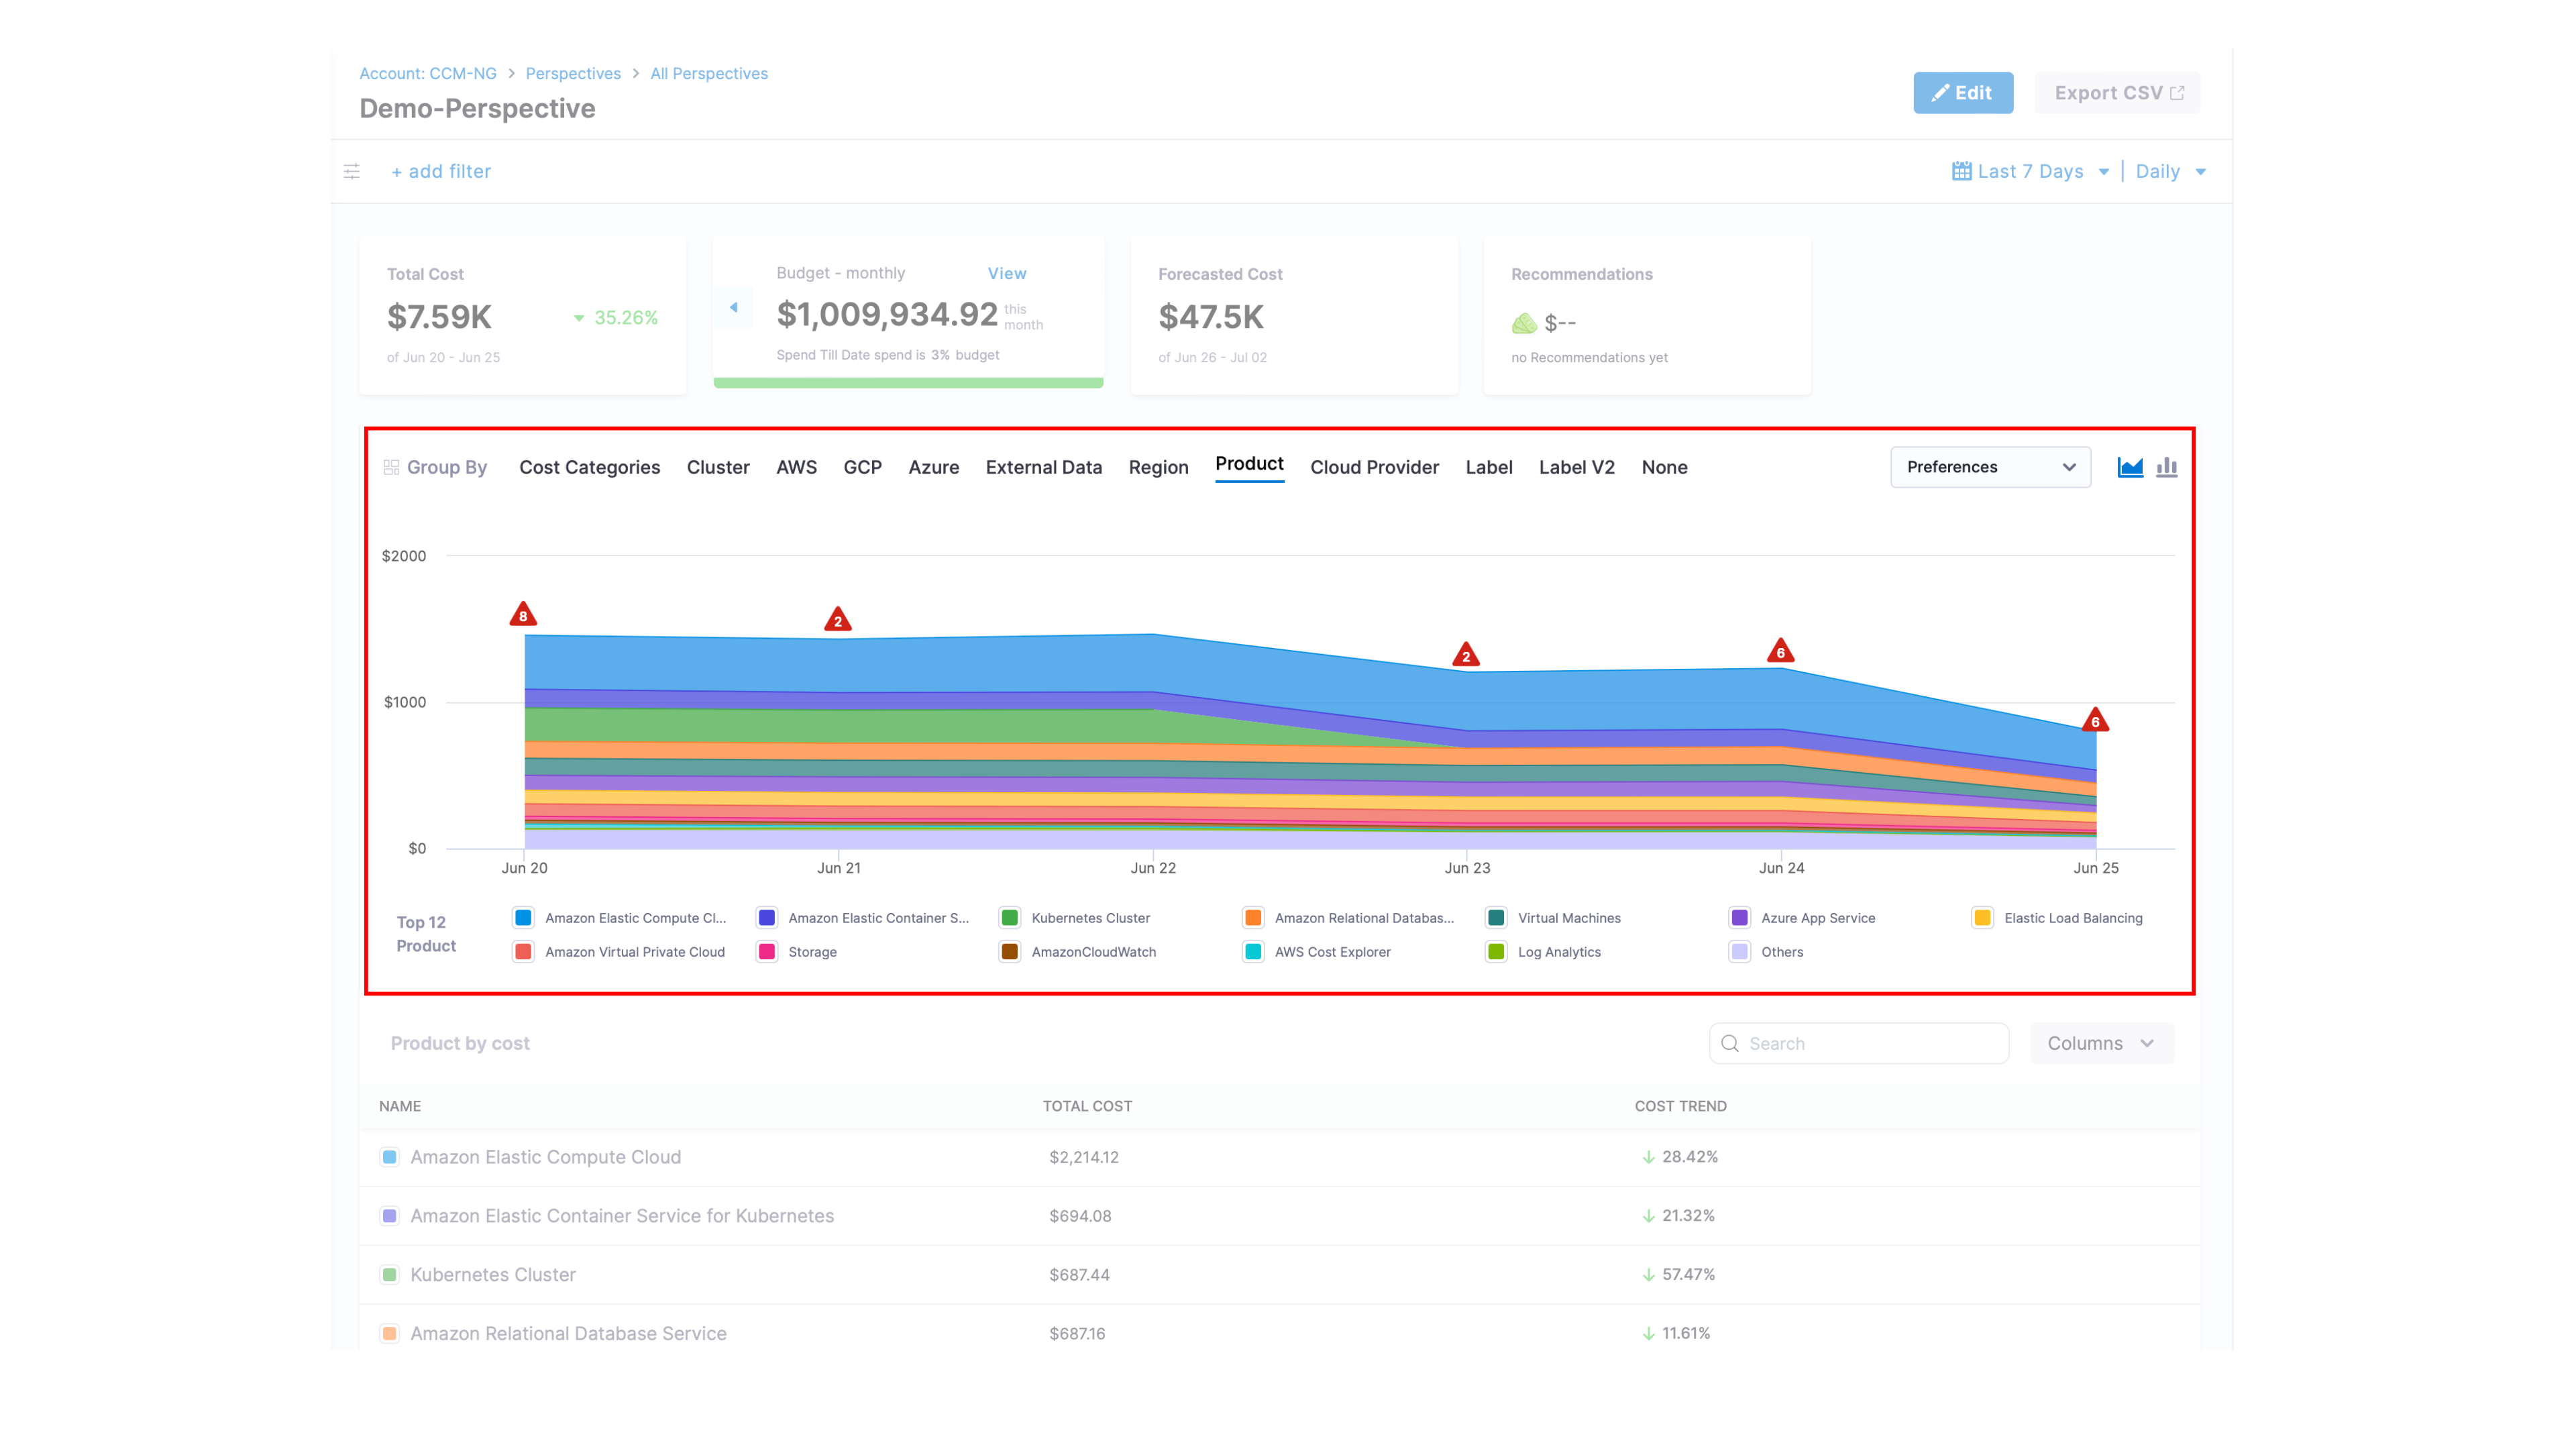 Account: CCM-NG > Perspectives > All Perspectives
Demo-Perspective
Edit
Export CSV
+ add filter
Last 7 Days | Daily
Total Cost
$7.59K
35.26%
of Jun 20 - Jun 25
Budget - monthly
View
$1,009,934.92 this month
Spend Till Date spend is 3% budget
Forecasted Cost
$47.5K
of Jun 26 - Jul 02
Recommendations
$--
no Recommendations yet
Group By Cost Categories Cluster AWS GCP Azure External Data Region Product Cloud Provider Label Label V2 None
Preferences
$2000
$1000
$0
8
2
2
6
6
Jun 20 Jun 21 Jun 22 Jun 23 Jun 24 Jun 25
Top 12 Product
Amazon Elastic Compute Cl... Amazon Elastic Container S... Kubernetes Cluster Amazon Relational Databas... Virtual Machines Azure App Service Elastic Load Balancing
Amazon Virtual Private Cloud Storage AmazonCloudWatch AWS Cost Explorer Log Analytics Others
Product by cost
Search
Columns
NAME TOTAL COST COST TREND
Amazon Elastic Compute Cloud $2,214.12 28.42%
Amazon Elastic Container Service for Kubernetes $694.08 21.32%
Kubernetes Cluster $687.44 57.47%
Amazon Relational Database Service $687.16 11.61%